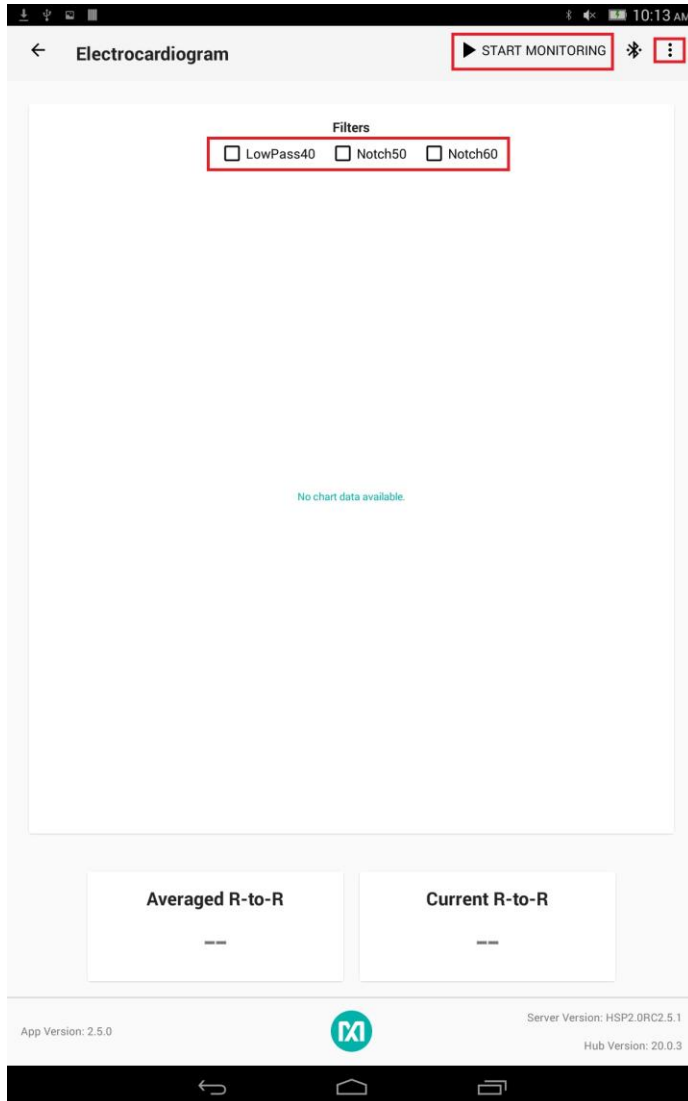 10:13 AM
Electrocardiogram
START MONITORING
Filters
LowPass40 Notch50 Notch60
No chart data available.
Averaged R-to-R
--
Current R-to-R
--
App Version: 2.5.0
Server Version: HSP2.0RC2.5.1
Hub Version: 20.0.3